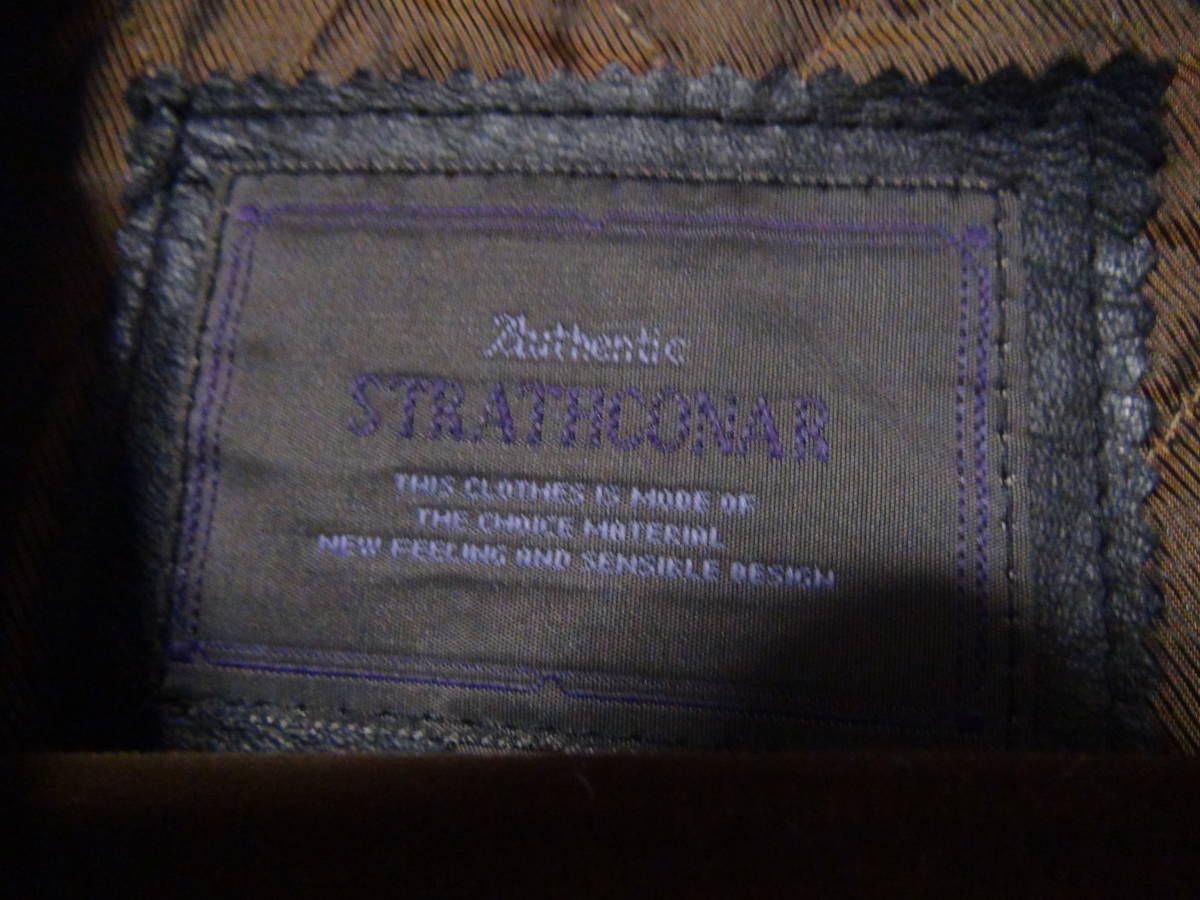 Authentic
STRATHCONAR
THIS CLOTHES IS MODE OF
THE CHOICE MATERIAL
NEW FEELING AND SENSIBLE DESIGN